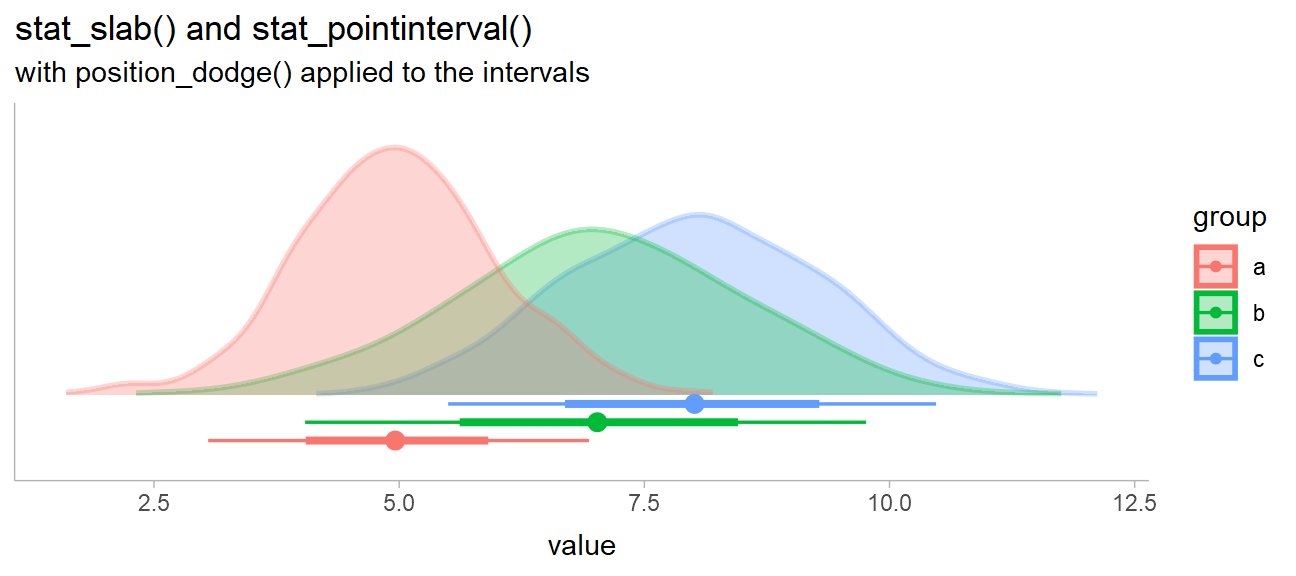 stat_slab() and stat_pointinterval()
with position_dodge() applied to the intervals
group
a
b
c
2.5 5.0 7.5 10.0 12.5
value